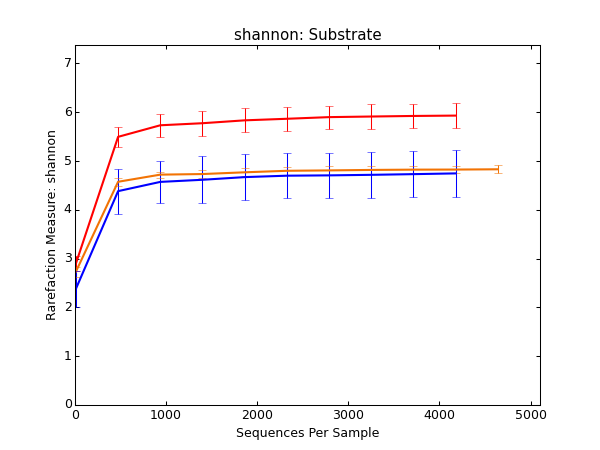 shannon: Substrate
Rarefaction Measure: shannon
7
6
5
4
3
2
1
0
0 1000 2000 3000 4000 5000
Sequences Per Sample